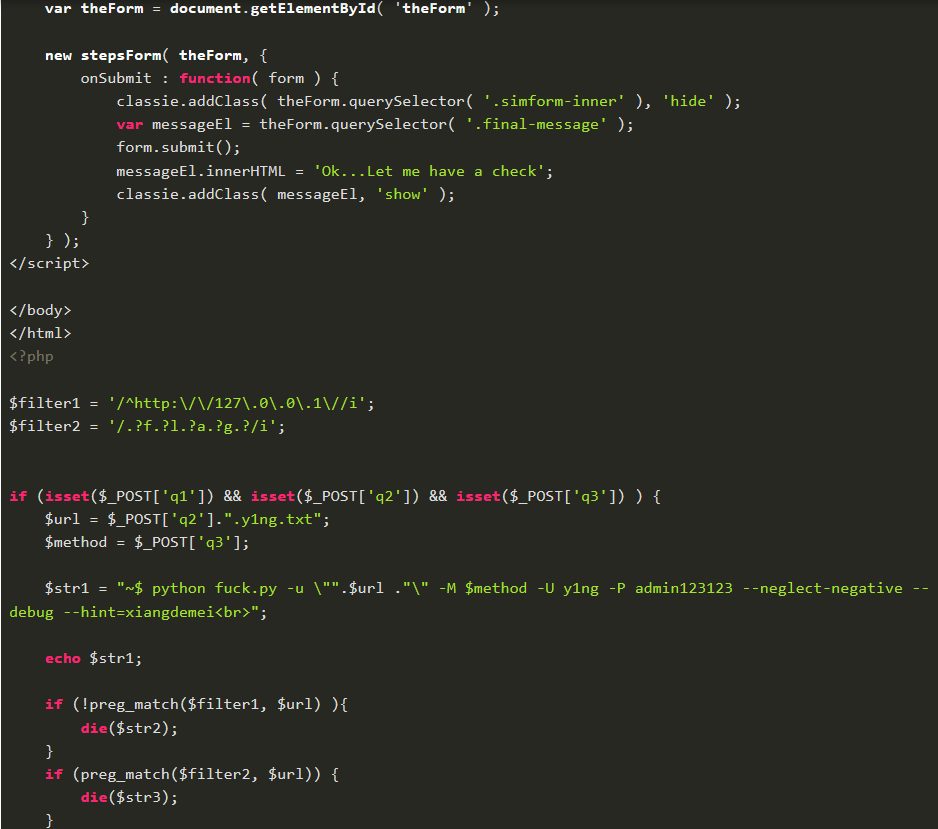 var theForm = document.getElementById( 'theForm' );
new stepsForm( theForm, {
onSubmit : function( form ) {
classie.addClass( theForm.querySelector( '.simform-inner' ), 'hide' );
var messageEl = theForm.querySelector( '.final-message' );
form.submit();
messageEl.innerHTML = 'Ok...Let me have a check';
classie.addClass( messageEl, 'show' );
}
} );
</script>
</body>
</html>
<?php
$filter1 = '/^http:\/\/127\.0\.0\.1\//i';
$filter2 = '/.?f.?l.?a.?g.?/i';
if (isset($_POST['q1']) && isset($_POST['q2']) && isset($_POST['q3']) ) {
$url = $_POST['q2'].".y1ng.txt";
$method = $_POST['q3'];
$str1 = "~$ python fuck.py -u \"".$url ."\" -M $method -U y1ng -P admin123123 --neglect-negative --
debug --hint=xiangdemei<br>";
echo $str1;
if (!preg_match($filter1, $url) ){
die($str2);
}
if (preg_match($filter2, $url)) {
die($str3);
}